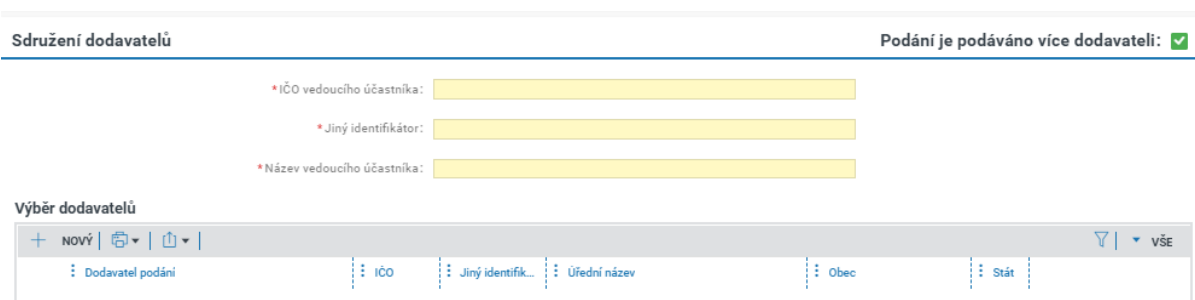 Sdružení dodavatelů Podání je podáváno více dodavateli:
*IČO vedoucího účastníka:
*Jiný identifikátor:
*Název vedoucího účastníka:
Výběr dodavatelů
NOVÝ VŠE
Dodavatel podání IČO Jiný identifik... Úřední název Obec Stát